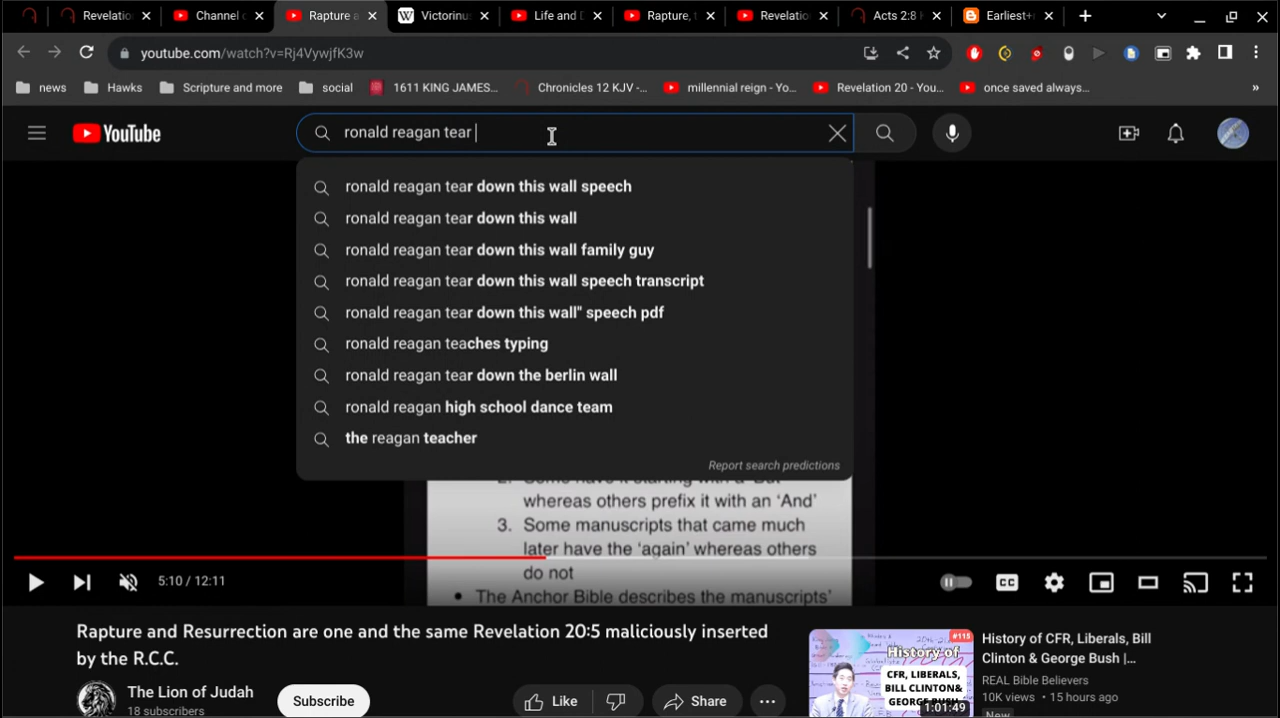 Revelatio
Channel c
Rapture a
Victorinus
Life and D
Rapture, t
Revelatio
Acts 2:8 K
Earliest+r
youtube.com/watch?v=Rj4VywjfK3w
news
Hawks
Scripture and more
social
1611 KING JAMES...
Chronicles 12 KJV -...
millennial reign - Yo...
Revelation 20 - You...
once saved always...
»
YouTube
ronald reagan tear
ronald reagan tear down this wall speech
ronald reagan tear down this wall
ronald reagan tear down this wall family guy
ronald reagan tear down this wall speech transcript
ronald reagan tear down this wall" speech pdf
ronald reagan teaches typing
ronald reagan tear down the berlin wall
ronald reagan high school dance team
the reagan teacher
Report search predictions
whereas others prefix it with an 'And'
3. Some manuscripts that came much
later have the 'again' whereas others
do not
• The Anchor Bible describes the manuscripts'
5:10 / 12:11
CC
Rapture and Resurrection are one and the same Revelation 20:5 maliciously inserted
by the R.C.C.
The Lion of Judah
18 subscribers
Subscribe
Like
Share
#115
History of
CFR, LIBERALS,
BILL CLINTON&
GEORGE BUSH
1:01:49
History of CFR, Liberals, Bill
Clinton & George Bush |...
REAL Bible Believers
10K views • 15 hours ago
New